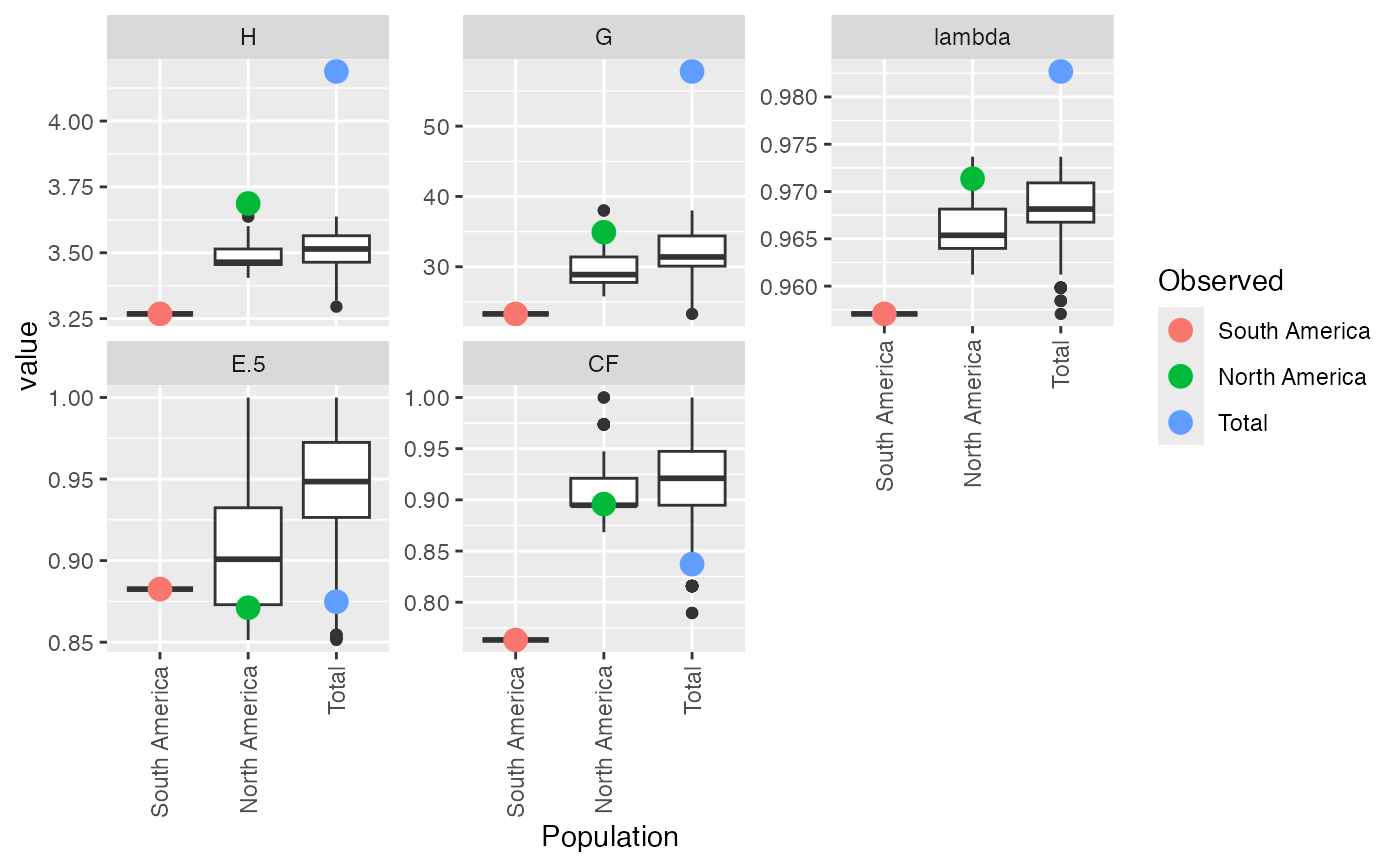 H
G
lambda
4.00
3.75
3.50
3.25
50
40
30
0.980
0.975
0.970
0.965
0.960
South America
North America
Total
E.5
CF
1.00
0.95
0.90
0.85
1.00
0.95
0.90
0.85
0.80
South America
North America
Total
South America
North America
Total
value
Population
Observed
South America
North America
Total